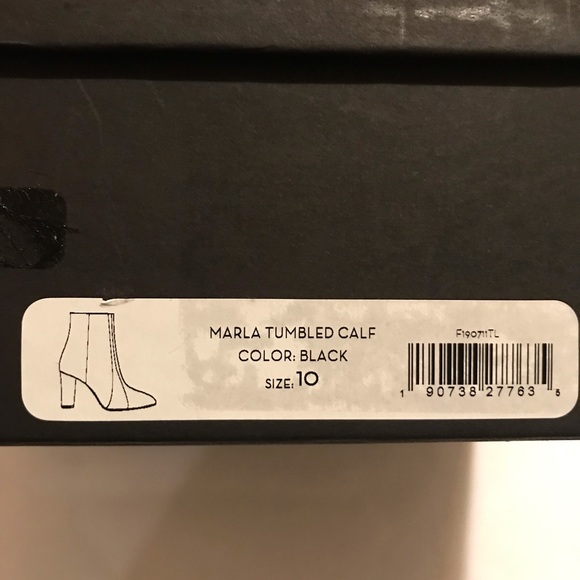 MARLA TUMBLED CALF
COLOR: BLACK
SIZE: 10
F190711TL
1 90738 27763 5